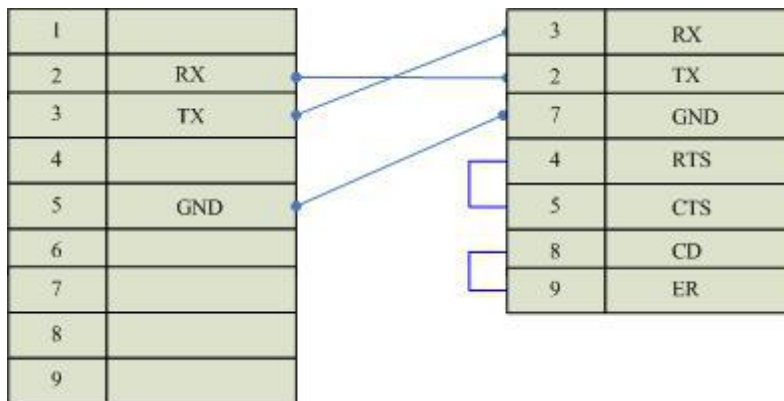 1
2 RX
3 TX
4
5 GND
6
7
8
9
3 RX
2 TX
7 GND
4 RTS
5 CTS
8 CD
9 ER